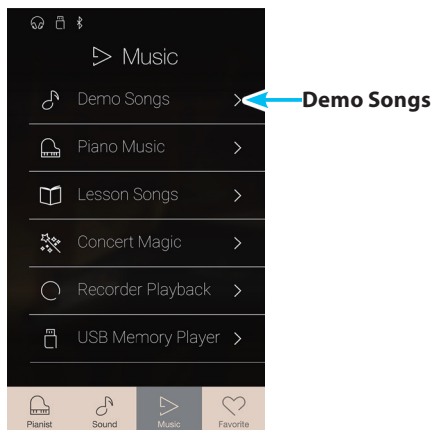 Music
Demo Songs
Demo Songs
Piano Music
Lesson Songs
Concert Magic
Recorder Playback
USB Memory Player
Pianist Sound Music Favorite